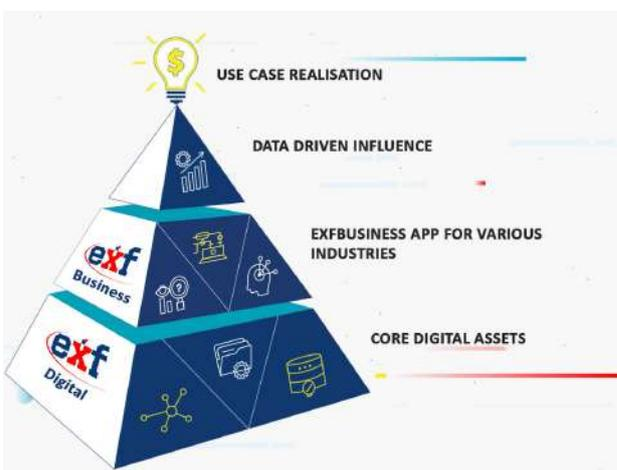 $
USE CASE REALISATION
DATA DRIVEN INFLUENCE
exf
Business
EXFBUSINESS APP FOR VARIOUS
INDUSTRIES
?
exf
Digital
CORE DIGITAL ASSETS